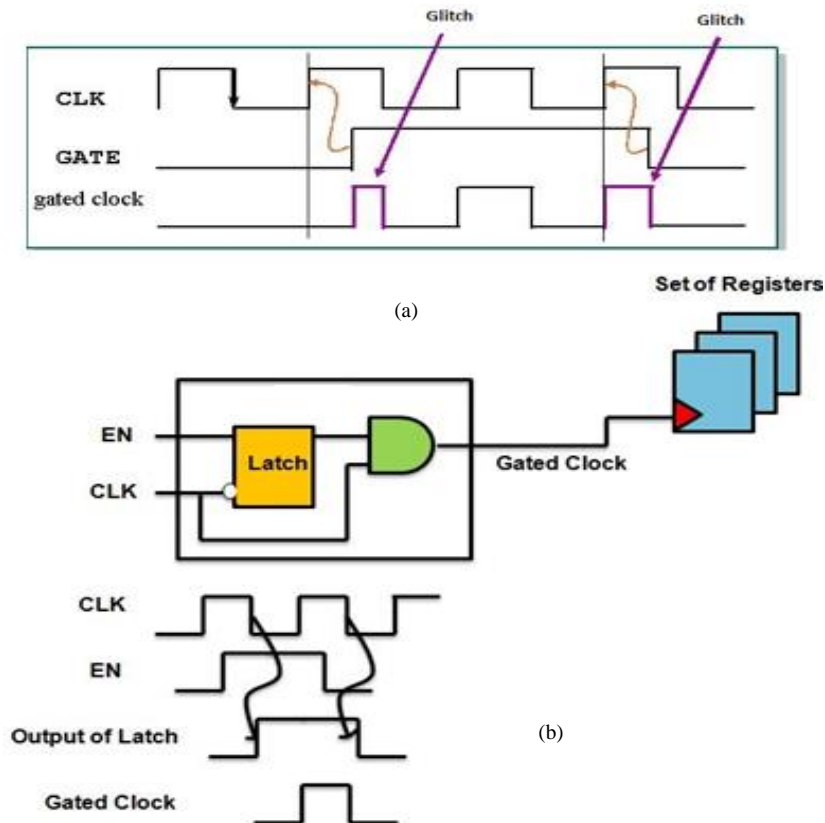 Glitch
Glitch
CLK
GATE
gated clock
(a)
Set of Registers
EN
Latch
CLK
Gated Clock
CLK
EN
Output of Latch
(b)
Gated Clock